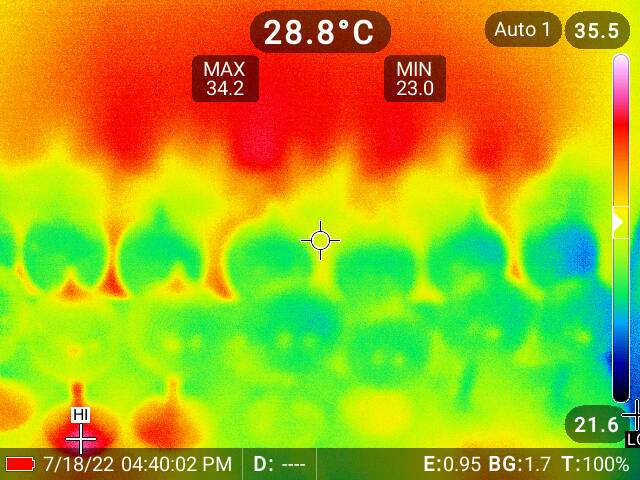 28.8°C
Auto 1
35.5
MAX
34.2
MIN
23.0
HI
21.6
7/18/22 04:40:02 PM
D: ----
E:0.95 BG:1.7 T:100%